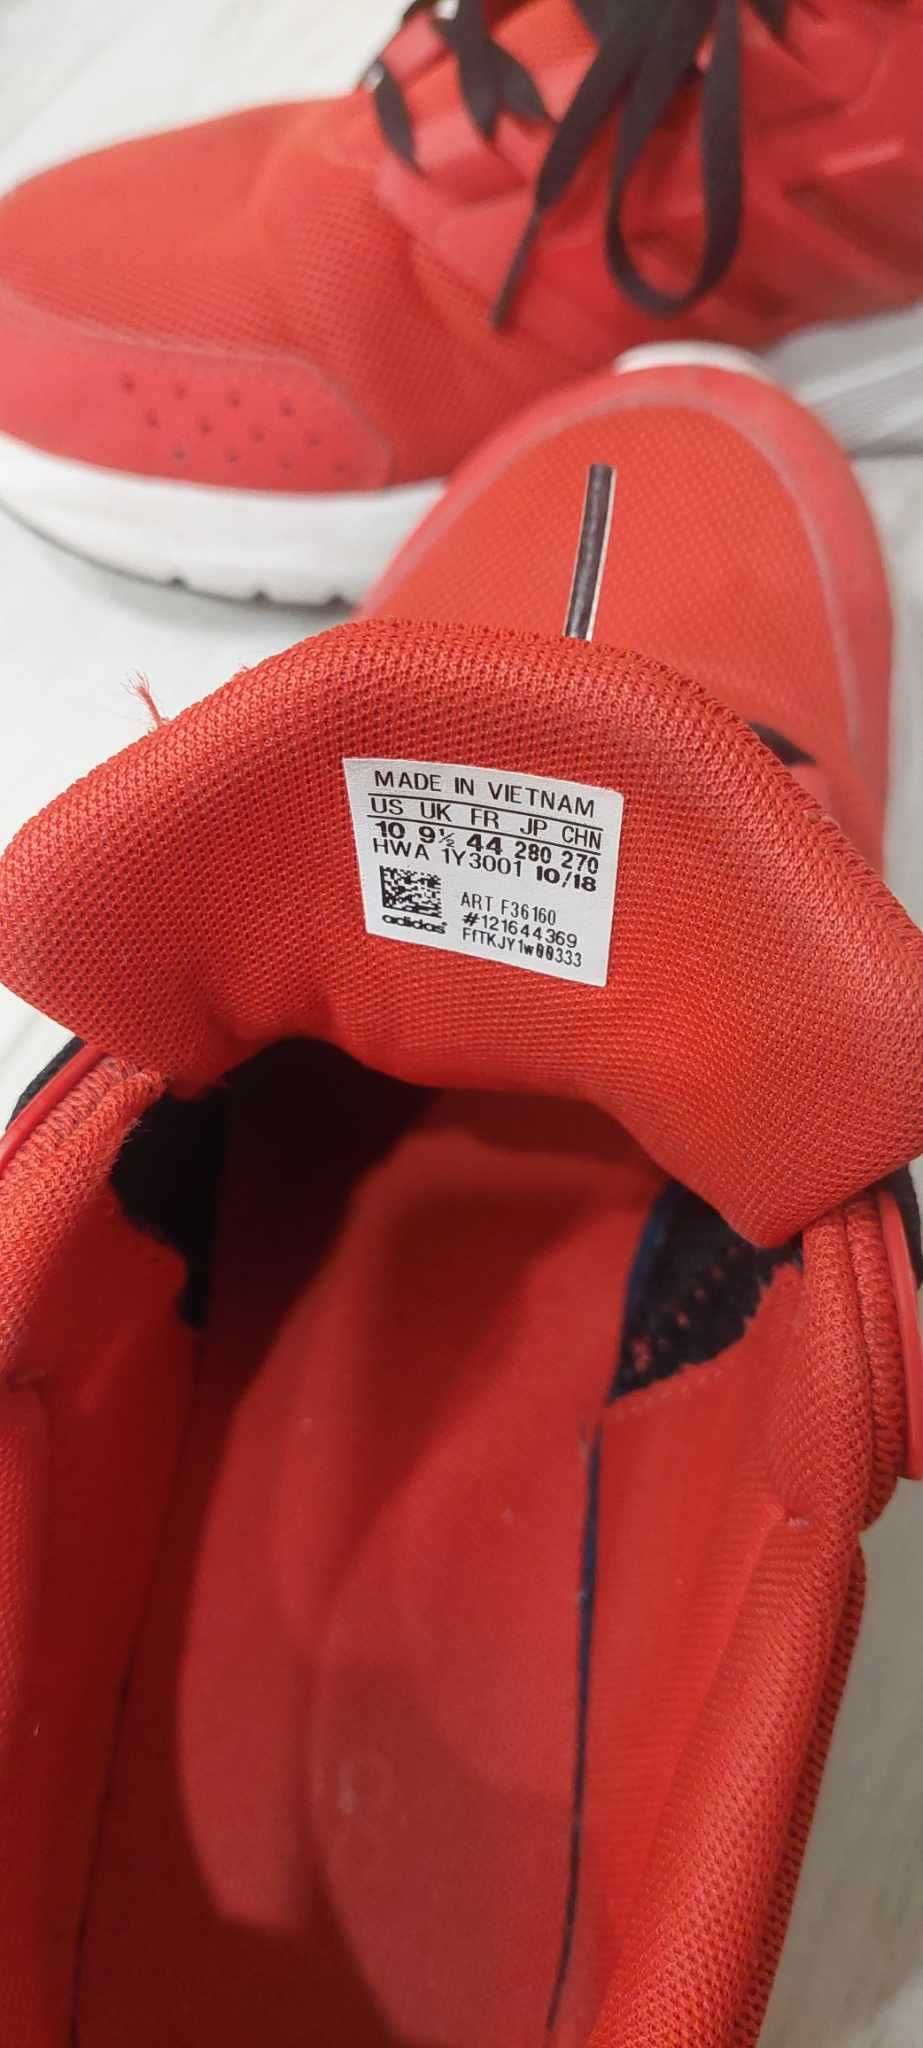 MADE IN VIETNAM
US UK FR JP CHN
10 9½ 44 280 270
HWA 1Y3001 10/18
ART F36160
#121644369
adidas
FfTKJY1w00333